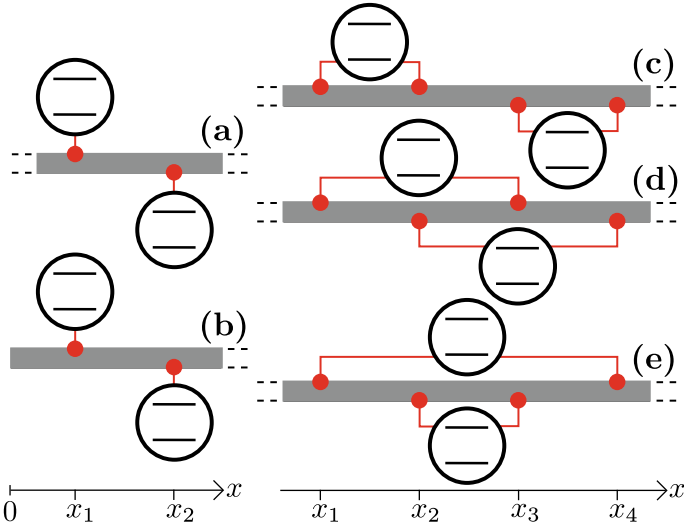 (a)
(b)
0 x₁ x₂ x
(c)
(d)
(e)
x₁ x₂ x₃ x₄ x